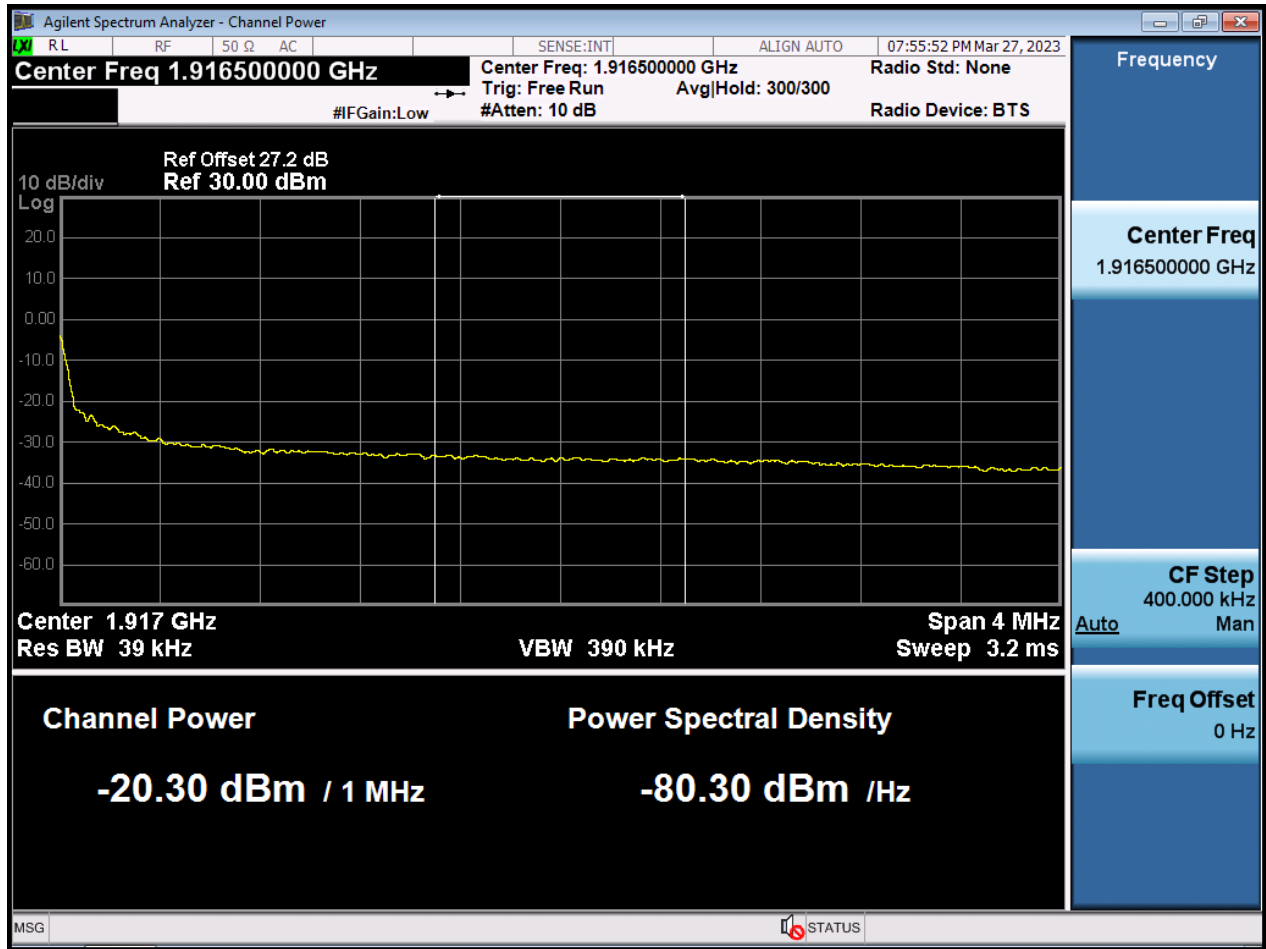 Agilent Spectrum Analyzer - Channel Power
LXI RL RF 50 Ω AC SENSE:INT ALIGN AUTO 07:55:52 PM Mar 27, 2023
Center Freq 1.916500000 GHz
Center Freq: 1.916500000 GHz
Radio Std: None
Trig: Free Run Avg|Hold: 300/300
#IFGain:Low
#Atten: 10 dB
Radio Device: BTS
Ref Offset 27.2 dB
10 dB/div Ref 30.00 dBm
Log
20.0
10.0
0.00
-10.0
-20.0
-30.0
-40.0
-50.0
-60.0
Center 1.917 GHz Span 4 MHz
Res BW 39 kHz VBW 390 kHz Sweep 3.2 ms
Channel Power Power Spectral Density
-20.30 dBm / 1 MHz -80.30 dBm /Hz
Frequency
Center Freq
1.916500000 GHz
CF Step
400.000 kHz
Auto Man
Freq Offset
0 Hz
MSG STATUS